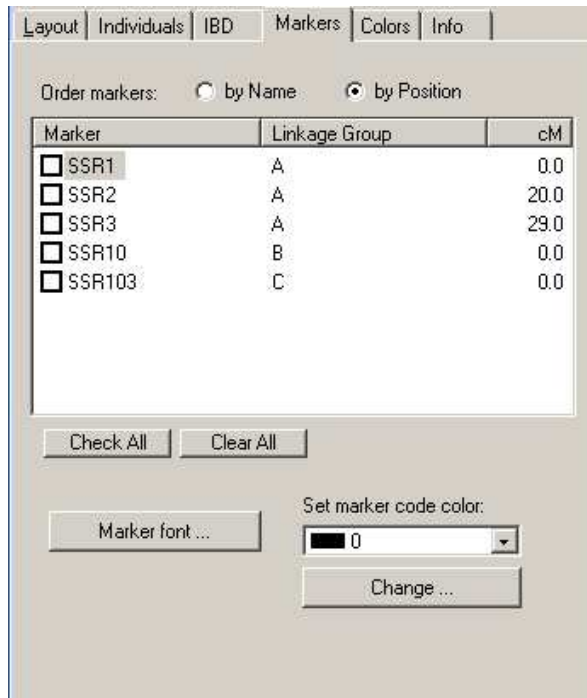 Layout Individuals IBD Markers Colors Info
Order markers: by Name by Position
Marker Linkage Group cM
SSR1 A 0.0
SSR2 A 20.0
SSR3 A 29.0
SSR10 B 0.0
SSR103 C 0.0
Check All Clear All
Set marker code color:
Marker font ... 0
Change ...